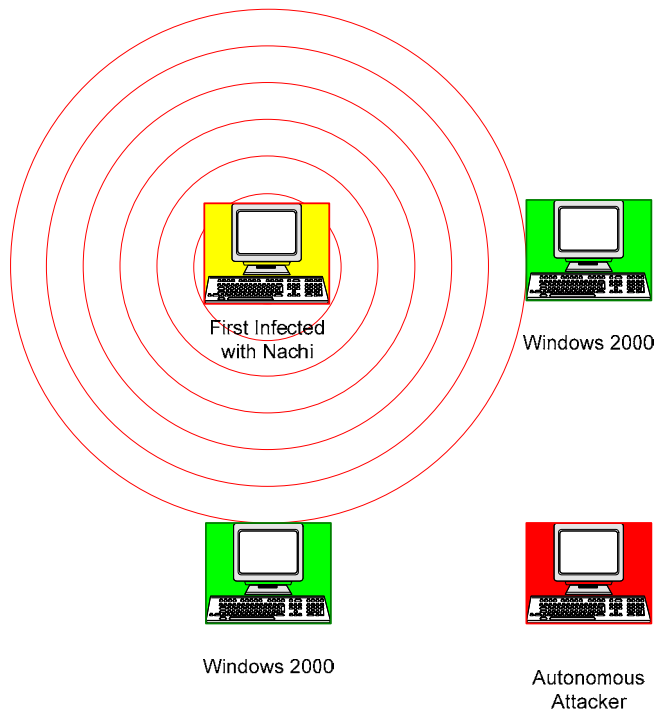 First Infected
with Nachi
Windows 2000
Windows 2000
Autonomous
Attacker